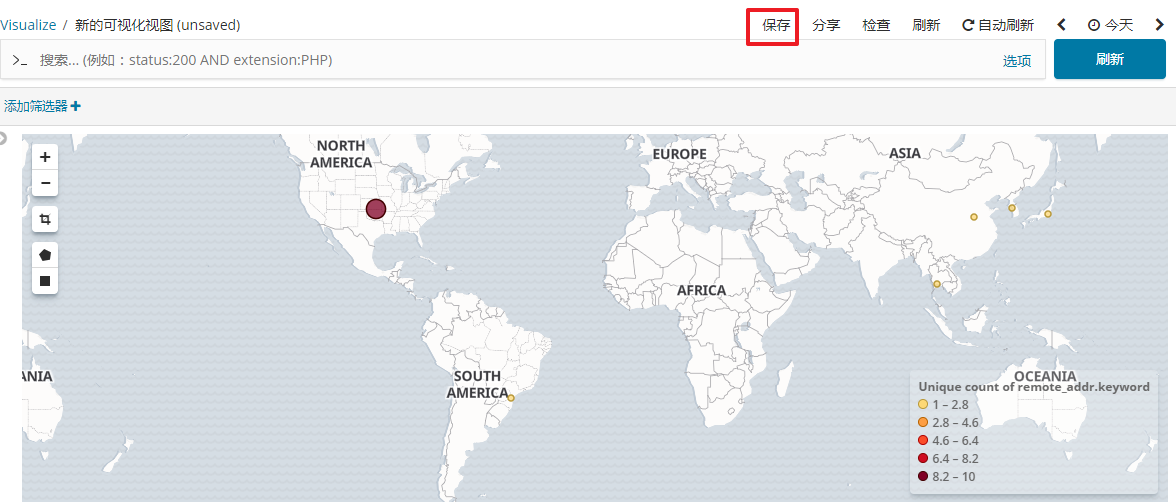 Visualize / 新的可视化视图 (unsaved) 保存 分享 检查 刷新 自动刷新 今天
>_ 搜索... (例如：status:200 AND extension:PHP) 选项 刷新
添加筛选器+
+
−
NORTH
AMERICA
EUROPE
ASIA
AFRICA
SOUTH
AMERICA
ANIA
OCEANIA
Unique count of remote_addr.keyword
1 – 2.8
2.8 – 4.6
4.6 – 6.4
6.4 – 8.2
8.2 – 10